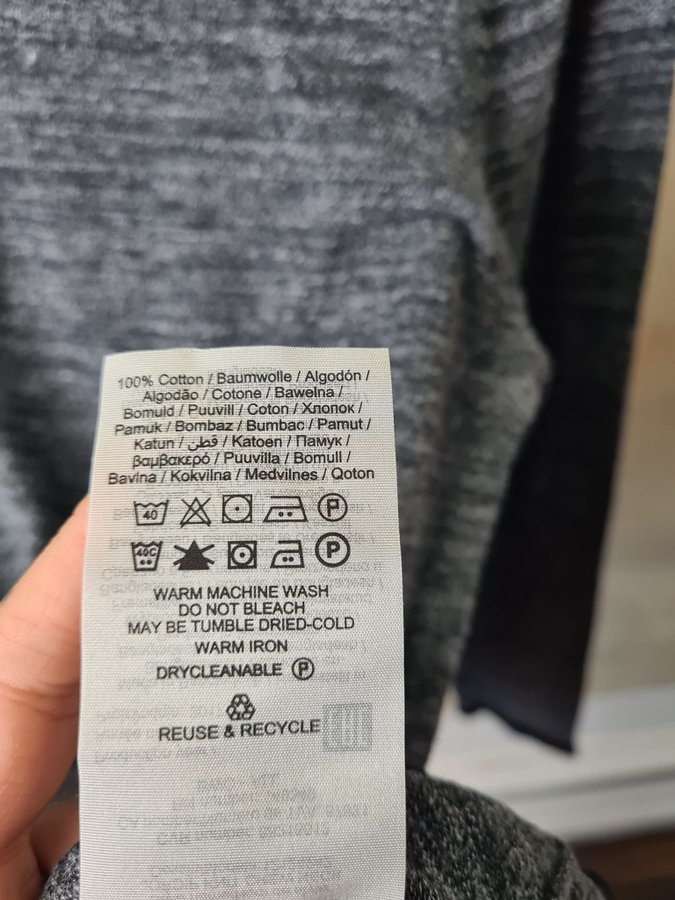 100% Cotton / Baumwolle / Algodón /
Algodão / Cotone / Bawełna /
Bomuld / Puuvill / Coton / Хлопок /
Pamuk / Bombaz / Bumbac / Pamut /
Katun / قطن / Katoen / Памук /
βαμβακερό / Puuvilla / Bomull /
Bavlna / Kokvilna / Medvilnes / Qoton
40 P
40C P
WARM MACHINE WASH
DO NOT BLEACH
MAY BE TUMBLE DRIED-COLD
WARM IRON
DRYCLEANABLE P
REUSE & RECYCLE